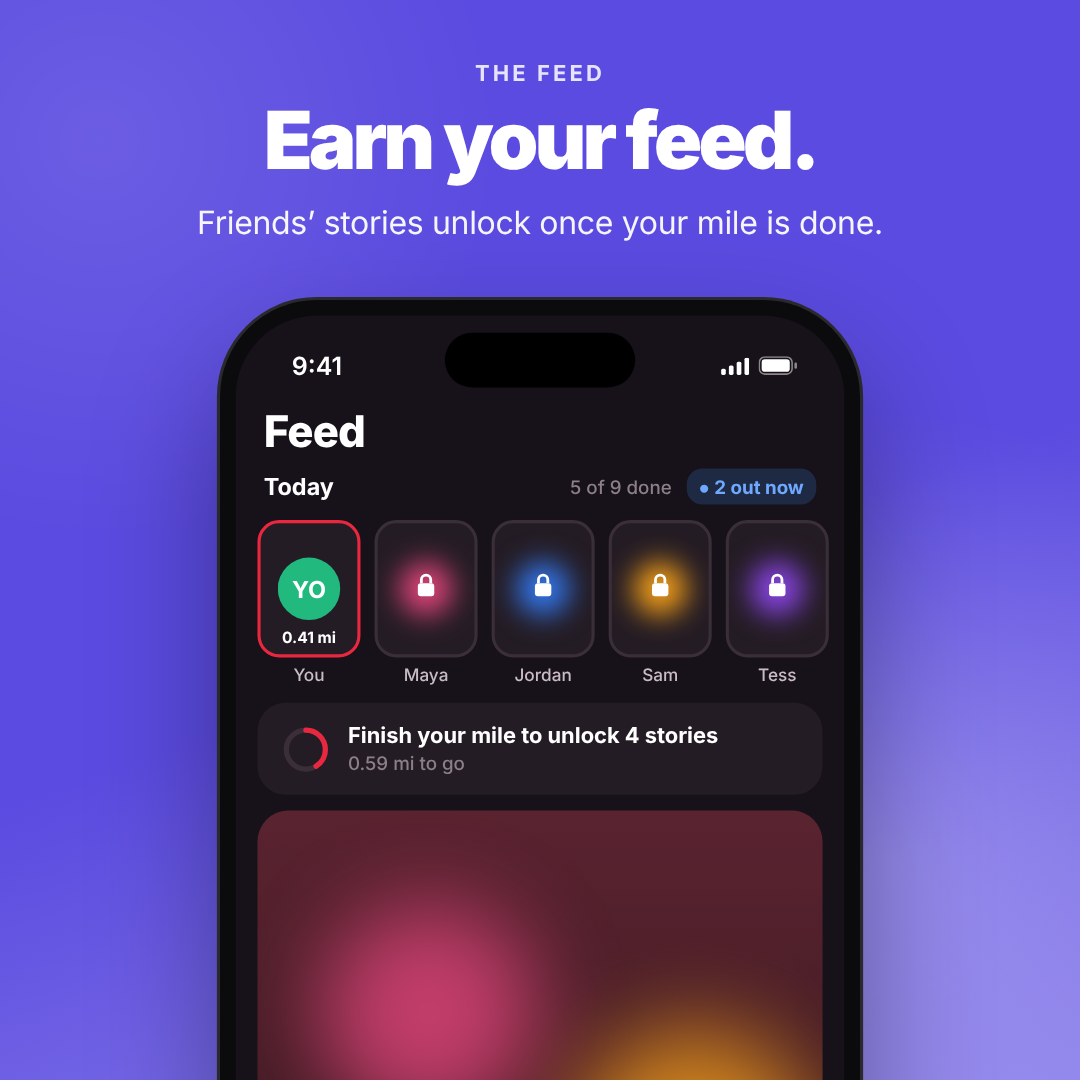 THE FEED
Earn your feed.
Friends’ stories unlock once your mile is done.
9:41
Feed
Today
5 of 9 done
2 out now
YO
0.41 mi
You
Maya
Jordan
Sam
Tess
Finish your mile to unlock 4 stories
0.59 mi to go